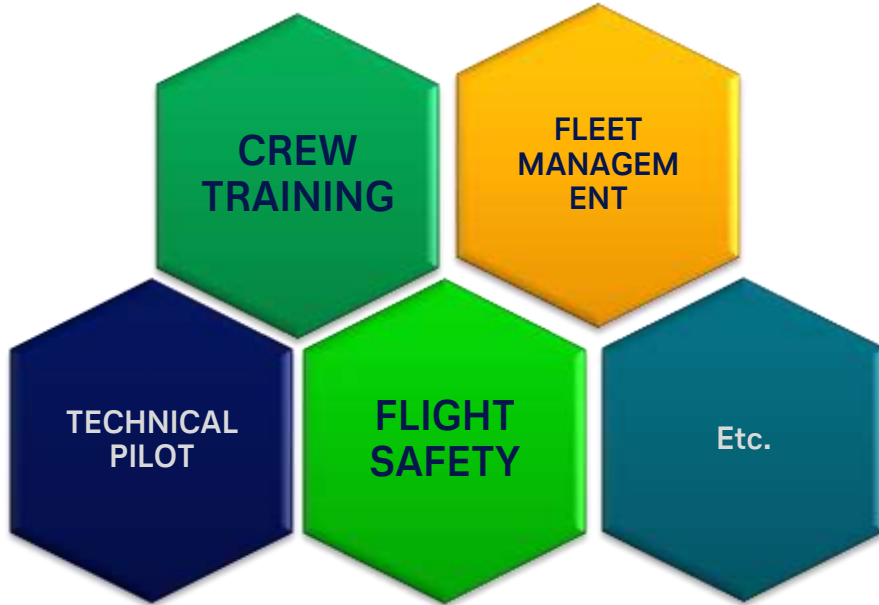 CREW
TRAINING
FLEET
MANAGEM
ENT
TECHNICAL
PILOT
FLIGHT
SAFETY
Etc.